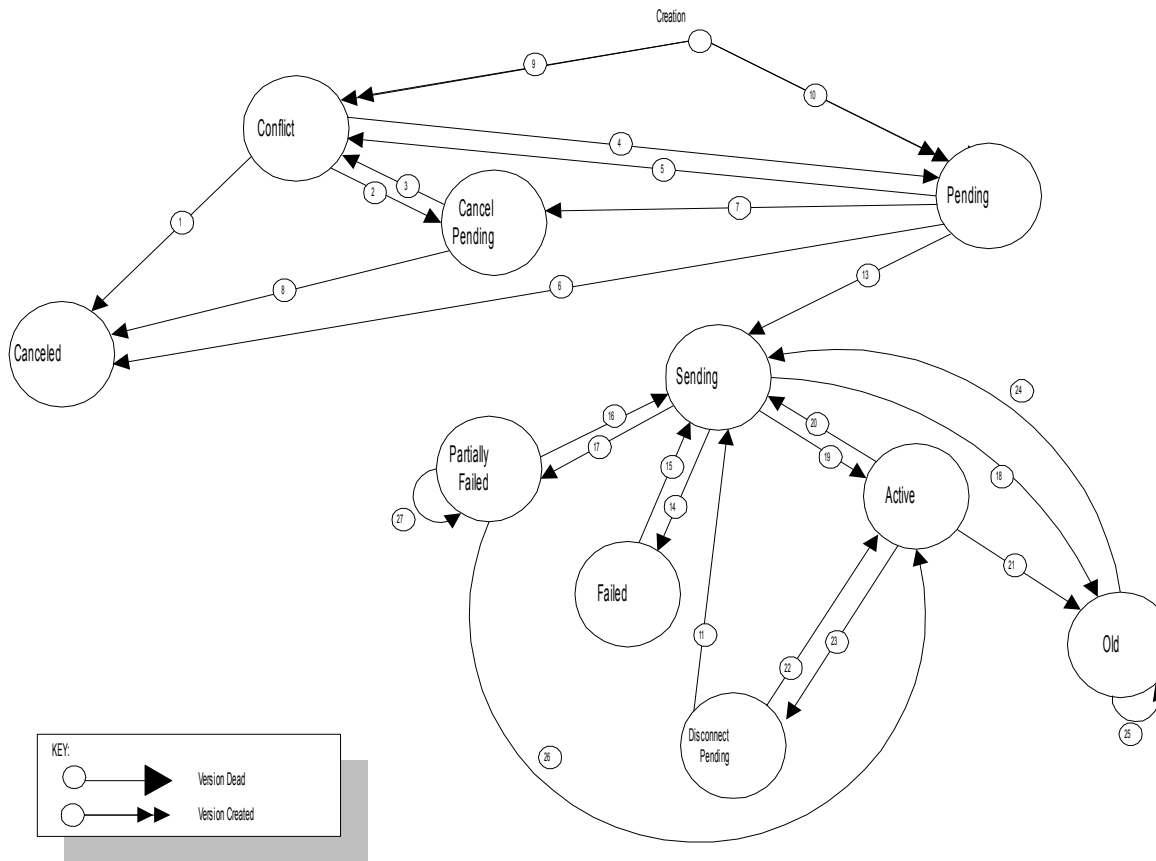 Creation
9
10
Conflict
4
5
3
2
Cancel
Pending
7
Pending
1
8
6
13
Canceled
Sending
24
16
17
20
19
Partially
Failed
15
14
18
Active
27
21
Failed
11
23
22
Old
Disconnect
Pending
25
26
KEY:
Version Dead
Version Created